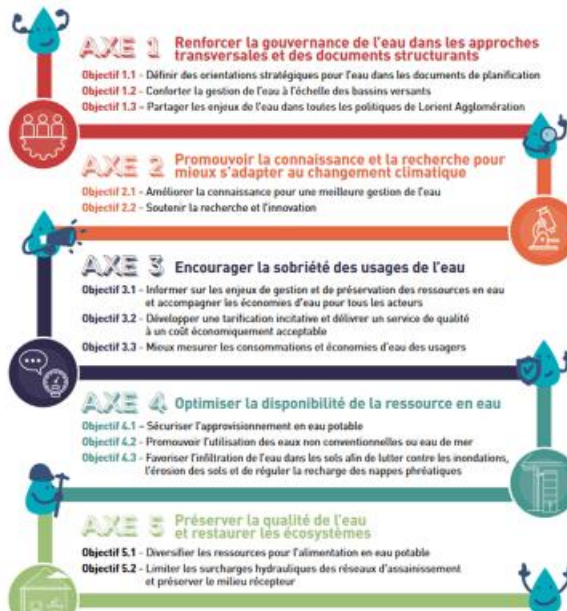 AXE 1 Renforcer la gouvernance de l'eau dans les approches
transversales et des documents structurants
Objectif 1.1 - Définir des orientations stratégiques pour l'eau dans les documents de planification
Objectif 1.2 - Conforter la gestion de l'eau à l'échelle des bassins versants
Objectif 1.3 - Partager les enjeux de l'eau dans toutes les politiques de Lorient Agglomération
AXE 2 Promouvoir la connaissance et la recherche pour
mieux s'adapter au changement climatique
Objectif 2.1 - Améliorer la connaissance pour une meilleure gestion de l'eau
Objectif 2.2 - Soutenir la recherche et l'innovation
AXE 3 Encourager la sobriété des usages de l'eau
Objectif 3.1 - Informer sur les enjeux de gestion et de préservation des ressources en eau
et accompagner les économies d'eau pour tous les acteurs
Objectif 3.2 - Développer une tarification incitative et délivrer un service de qualité
à un coût économiquement acceptable
Objectif 3.3 - Mieux mesurer les consommations et économies d'eau des usagers
AXE 4 Optimiser la disponibilité de la ressource en eau
Objectif 4.1 - Sécuriser l'approvisionnement en eau potable
Objectif 4.2 - Promouvoir l'utilisation des eaux non conventionnelles ou eau de mer
Objectif 4.3 - Favoriser l'infiltration de l'eau dans les sols afin de lutter contre les inondations,
l'érosion des sols et de réguler la recharge des nappes phréatiques
AXE 5 Préserver la qualité de l'eau
et restaurer les écosystèmes
Objectif 5.1 - Diversifier les ressources pour l'alimentation en eau potable
Objectif 5.2 - Limiter les surcharges hydrauliques des réseaux d'assainissement
et préserver le milieu récepteur